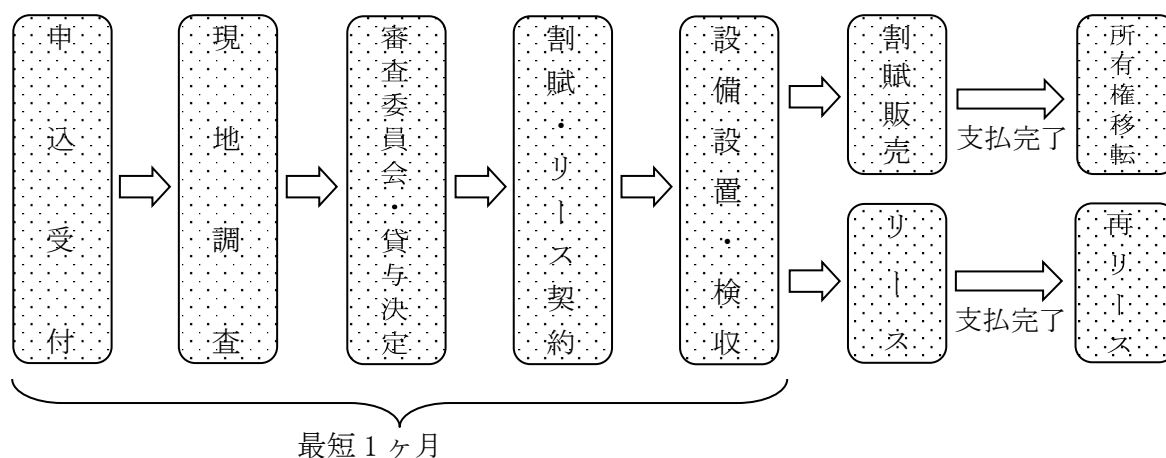 申込受付
現地調査
審査委員会・貸与決定
割賦・リース契約
設備設置・検収
割賦販売
支払完了
所有権移転
リース
支払完了
再リース
最短１ヶ月